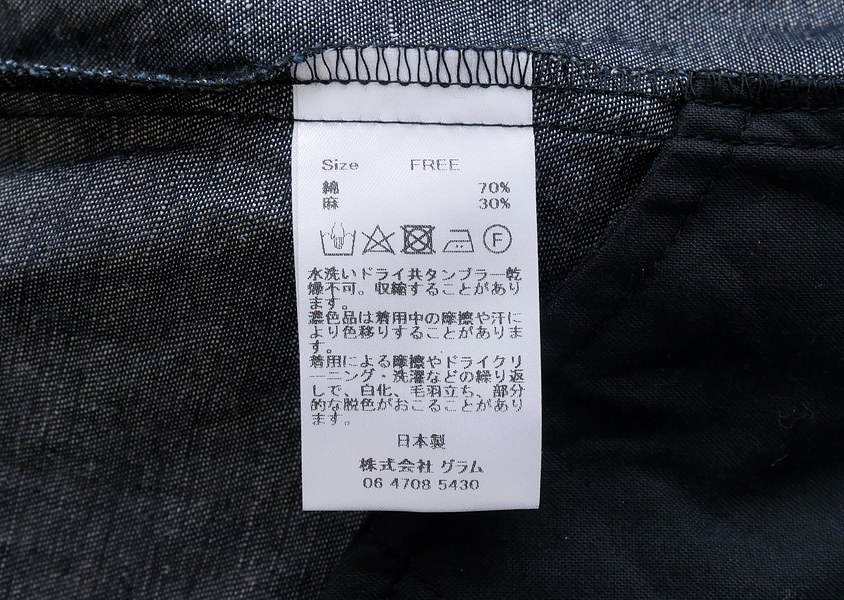 Size FREE
綿 70%
麻 30%
F
水洗いドライ共タンブラー乾
燥不可。収縮することがあり
ます。
濃色品は着用中の摩擦や汗に
より色移りすることがありま
す。
着用による摩擦やドライクリ
ーニング・洗濯などの繰り返
しで、白化、毛羽立ち、部分
的な脱色がおこることがあり
ます。
日本製
株式会社 グラム
06 4708 5430